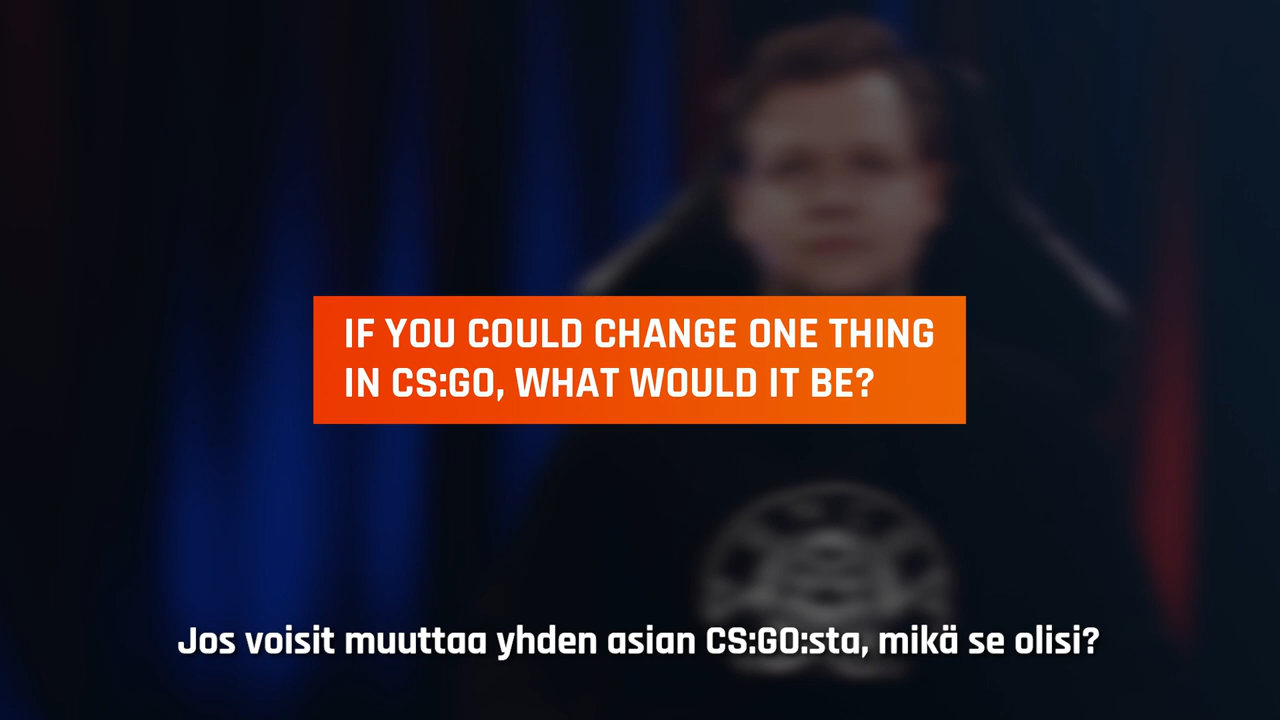 IF YOU COULD CHANGE ONE THING
IN CS:GO, WHAT WOULD IT BE?
Jos voisit muuttaa yhden asian CS:GO:sta, mikä se olisi?